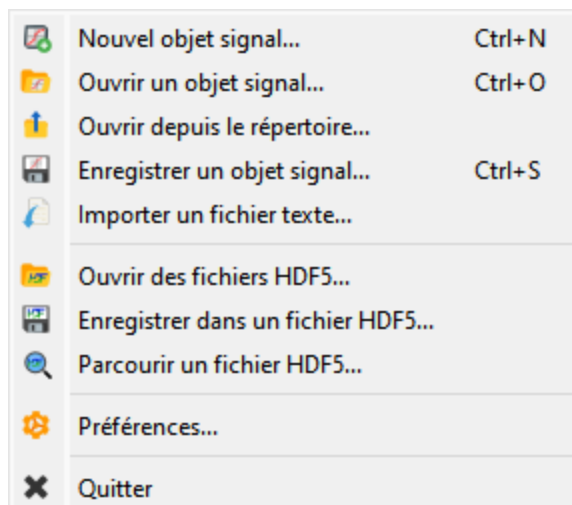 Nouvel objet signal... Ctrl+N
Ouvrir un objet signal... Ctrl+O
Ouvrir depuis le répertoire...
Enregistrer un objet signal... Ctrl+S
Importer un fichier texte...
Ouvrir des fichiers HDF5...
Enregistrer dans un fichier HDF5...
Parcourir un fichier HDF5...
Préférences...
Quitter